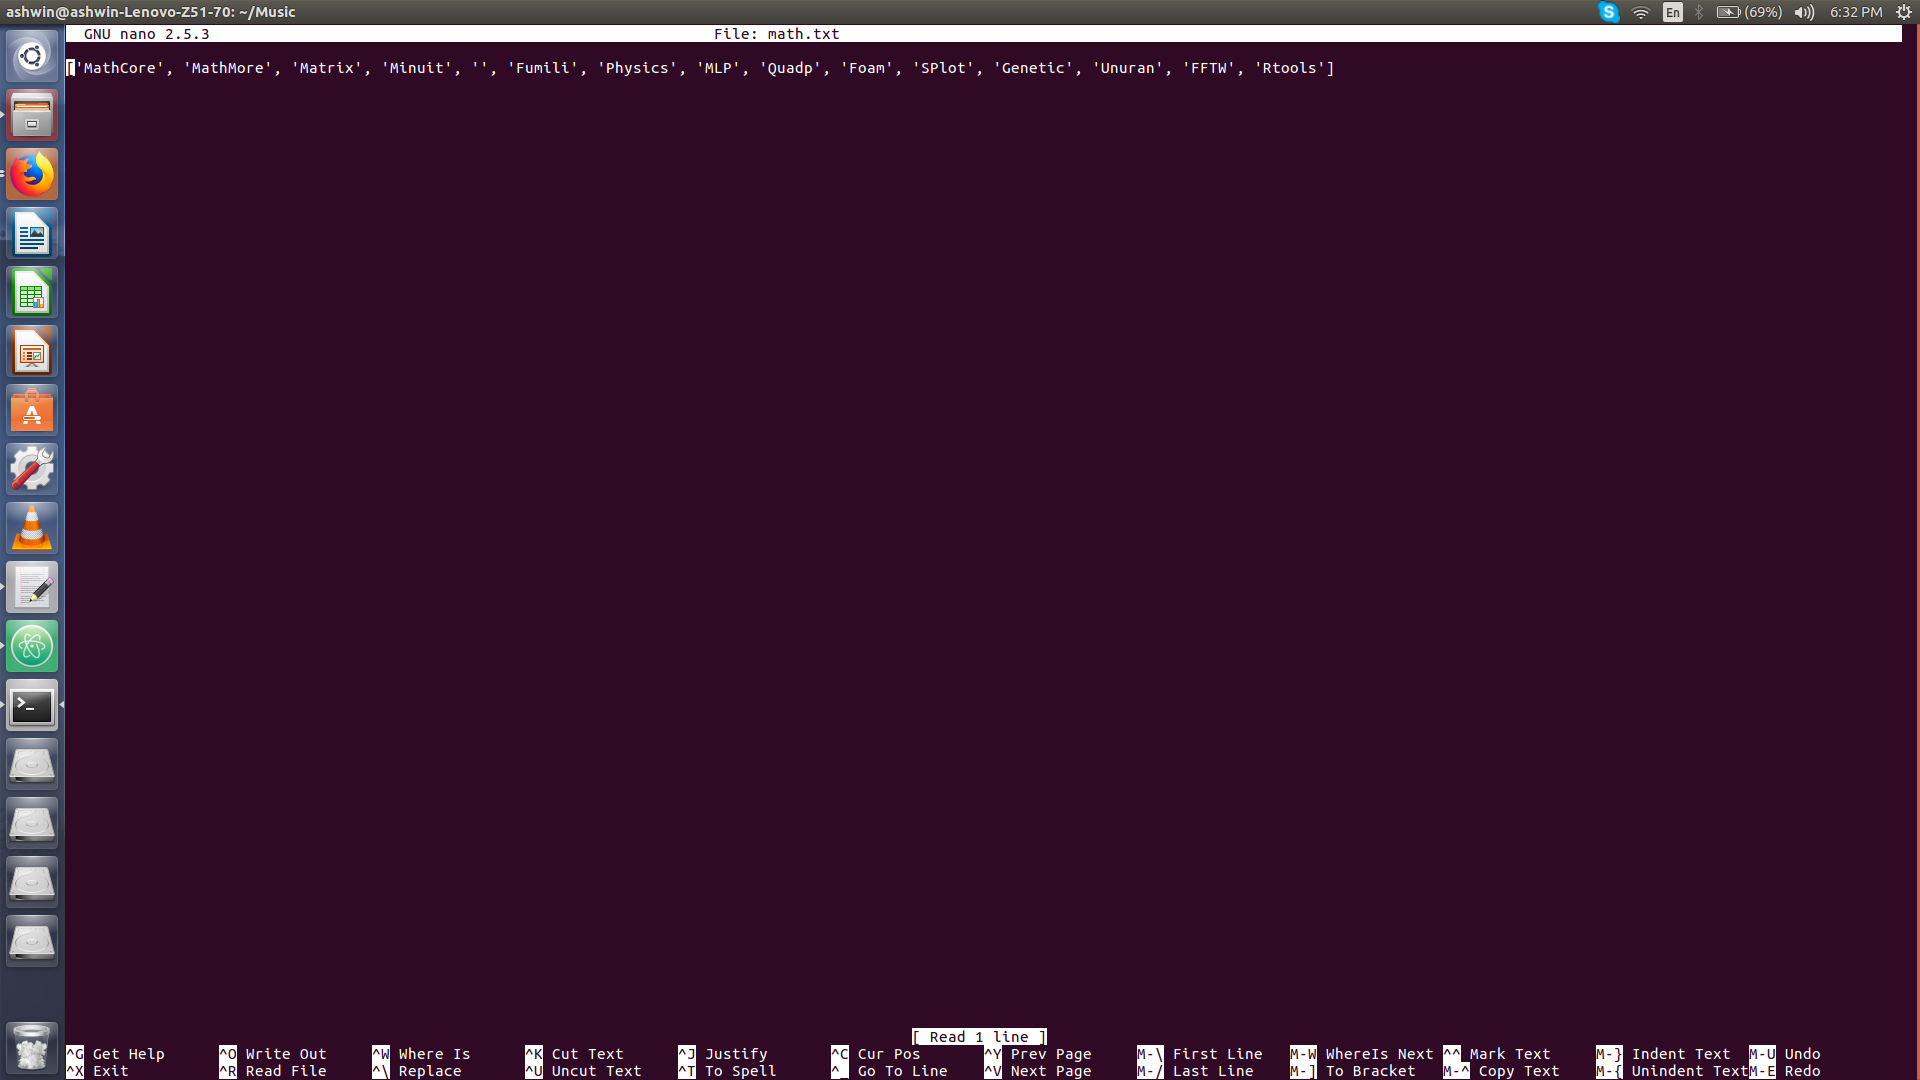 ashwin@ashwin-Lenovo-Z51-70: ~/Music
En (69%) 6:32 PM
GNU nano 2.5.3 File: math.txt
['MathCore', 'MathMore', 'Matrix', 'Minuit', '', 'Fumili', 'Physics', 'MLP', 'Quadp', 'Foam', 'SPlot', 'Genetic', 'Unuran', 'FFTW', 'Rtools']
[ Read 1 line ]
^G Get Help ^O Write Out ^W Where Is ^K Cut Text ^J Justify ^C Cur Pos ^Y Prev Page M-\ First Line M-W WhereIs Next ^^ Mark Text M-} Indent Text M-U Undo
^X Exit ^R Read File ^\ Replace ^U Uncut Text ^T To Spell ^_ Go To Line ^V Next Page M-/ Last Line M-] To Bracket M-^ Copy Text M-{ Unindent Text M-E Redo